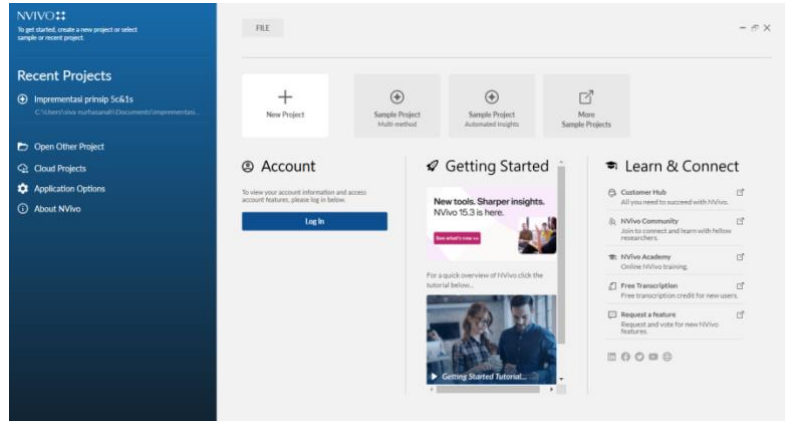 NVIVO
To get started, create a new project or select
sample or recent project.
Recent Projects
Imprementasi prinsip 5c&1s
Open Other Project
Cloud Projects
Application Options
About NVivo
FILE
New Project
Sample Project
Multi-method
Sample Project
Automated Insights
More
Sample Projects
Account
To view your account information and access
account features, please log in below.
Log In
Getting Started
New tools. Sharper insights.
NVivo 15.3 is here.
See what's new >>
For a quick overview of NVivo click the
tutorial below...
Getting Started Tutorial...
Learn & Connect
Customer Hub
All you need to succeed with NVivo.
NVivo Community
Join to connect and learn with fellow
researchers.
NVivo Academy
Online NVivo training.
Free Transcription
Free transcription credit for new users.
Request a feature
Request and vote for new NVivo
features.